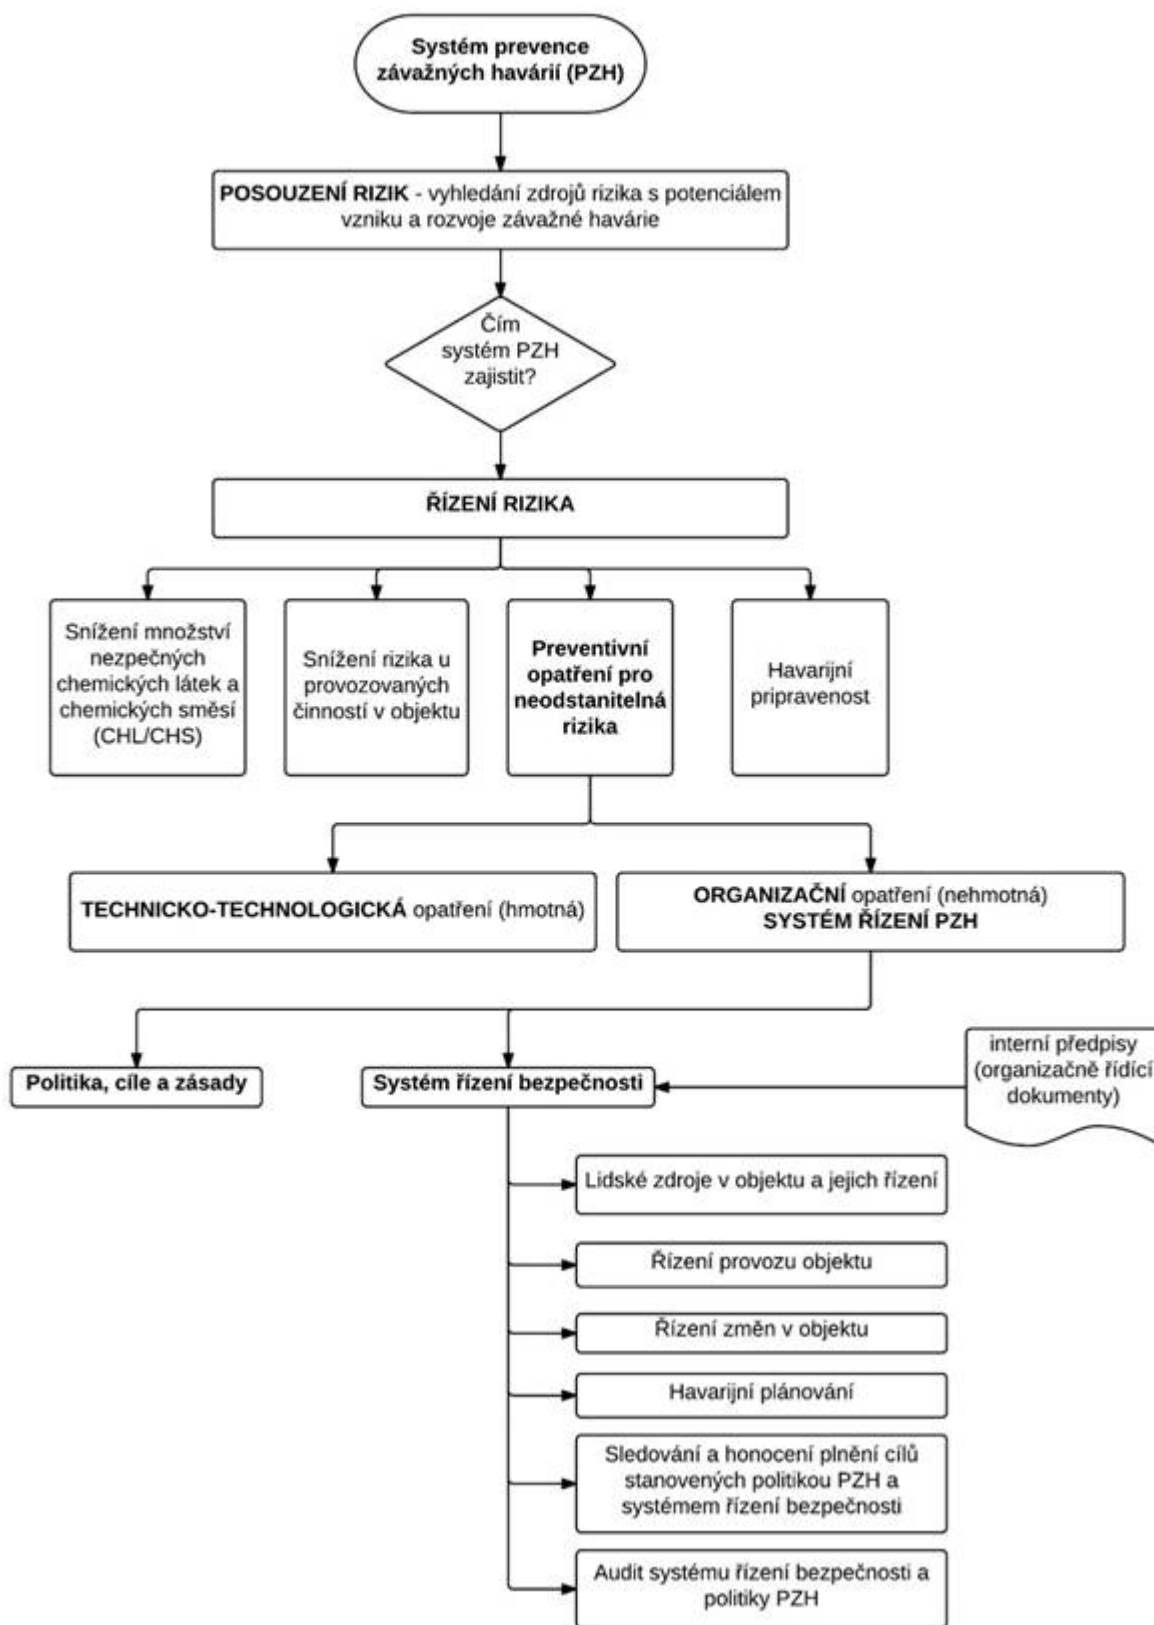 Systém prevence
závažných havárií (PZH)
POSOUZENÍ RIZIK - vyhledání zdrojů rizika s potenciálem
vzniku a rozvoje závažné havárie
Čím
systém PZH
zajistit?
ŘÍZENÍ RIZIKA
Snížení množství
nezpečných
chemických látek a
chemických směsí
(CHL/CHS)
Snížení rizika u
provozovaných
činností v objektu
Preventivní
opatření pro
neodstanitelná
rizika
Havarijní
pripravenost
TECHNICKO-TECHNOLOGICKÁ opatření (hmotná)
ORGANIZAČNÍ opatření (nehmotná)
SYSTÉM ŘÍZENÍ PZH
Politika, cíle a zásady
Systém řízení bezpečnosti
interní předpisy
(organizačně řídící
dokumenty)
Lidské zdroje v objektu a jejich řízení
Řízení provozu objektu
Řízení změn v objektu
Havarijní plánování
Sledování a honocení plnění cílů
stanovených politikou PZH a
systémem řízení bezpečnosti
Audit systému řízení bezpečnosti a
politiky PZH